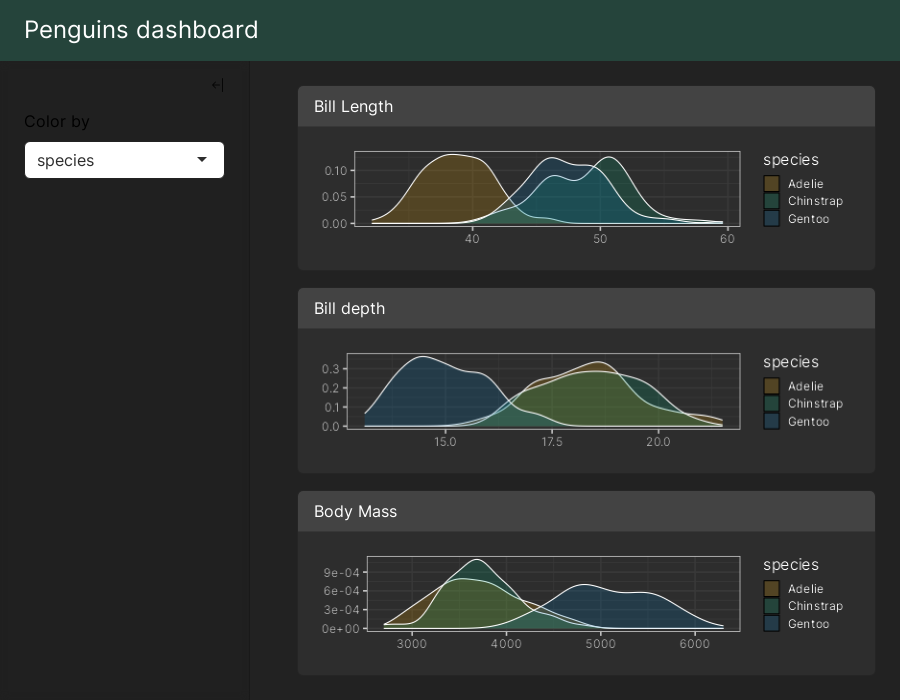 Penguins dashboard
Color by
species
Bill Length
0.10
0.05
0.00
40 50 60
species
Adelie
Chinstrap
Gentoo
Bill depth
0.3
0.2
0.1
0.0
15.0 17.5 20.0
species
Adelie
Chinstrap
Gentoo
Body Mass
9e-04
6e-04
3e-04
0e+00
3000 4000 5000 6000
species
Adelie
Chinstrap
Gentoo